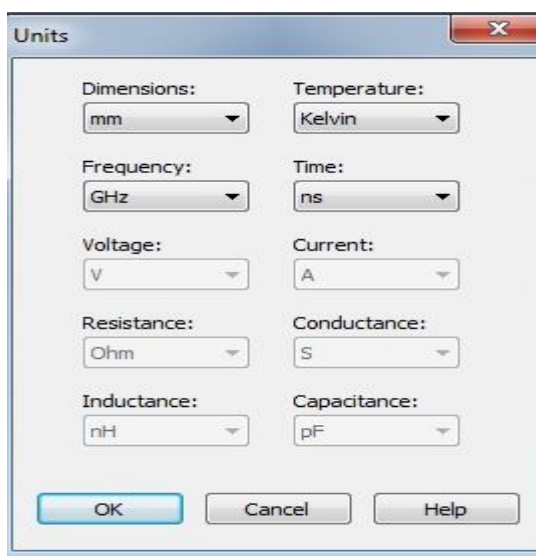 Units
Dimensions: Temperature:
mm Kelvin
Frequency: Time:
GHz ns
Voltage: Current:
V A
Resistance: Conductance:
Ohm S
Inductance: Capacitance:
nH pF
OK Cancel Help